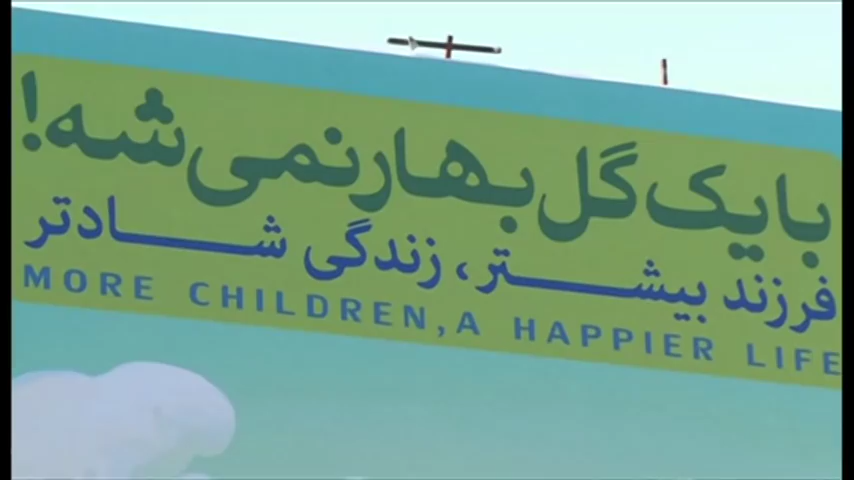 با یک گل بهار نمی شه!
فرزند بیشتر، زندگی شادتر
MORE CHILDREN, A HAPPIER LIFE